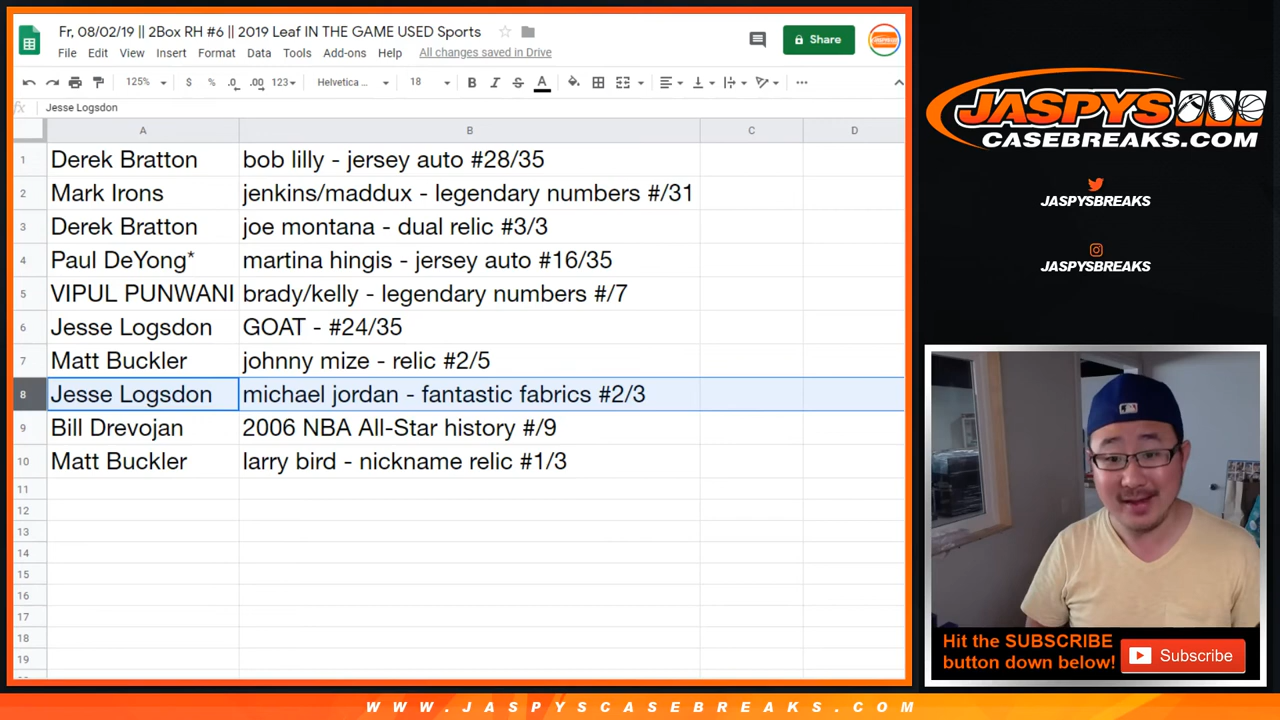 Fr, 08/02/19 || 2Box RH #6 || 2019 Leaf IN THE GAME USED Sports
File Edit View Insert Format Data Tools Add-ons Help All changes saved in Drive
Share
125% $ % .0 .00 123 Helvetica ... 18 B I S A
fx Jesse Logsdon
A B C D
1 Derek Bratton bob lilly - jersey auto #28/35
2 Mark Irons jenkins/maddux - legendary numbers #/31
3 Derek Bratton joe montana - dual relic #3/3
4 Paul DeYong* martina hingis - jersey auto #16/35
5 VIPUL PUNWANI brady/kelly - legendary numbers #/7
6 Jesse Logsdon GOAT - #24/35
7 Matt Buckler johnny mize - relic #2/5
8 Jesse Logsdon michael jordan - fantastic fabrics #2/3
9 Bill Drevojan 2006 NBA All-Star history #/9
10 Matt Buckler larry bird - nickname relic #1/3
11
12
13
14
15
16
17
18
19
JASPYS
CASEBREAKS.COM
JASPYSBREAKS
JASPYSBREAKS
Hit the SUBSCRIBE
button down below!
Subscribe
WWW.JASPYSCASEBREAKS.COM